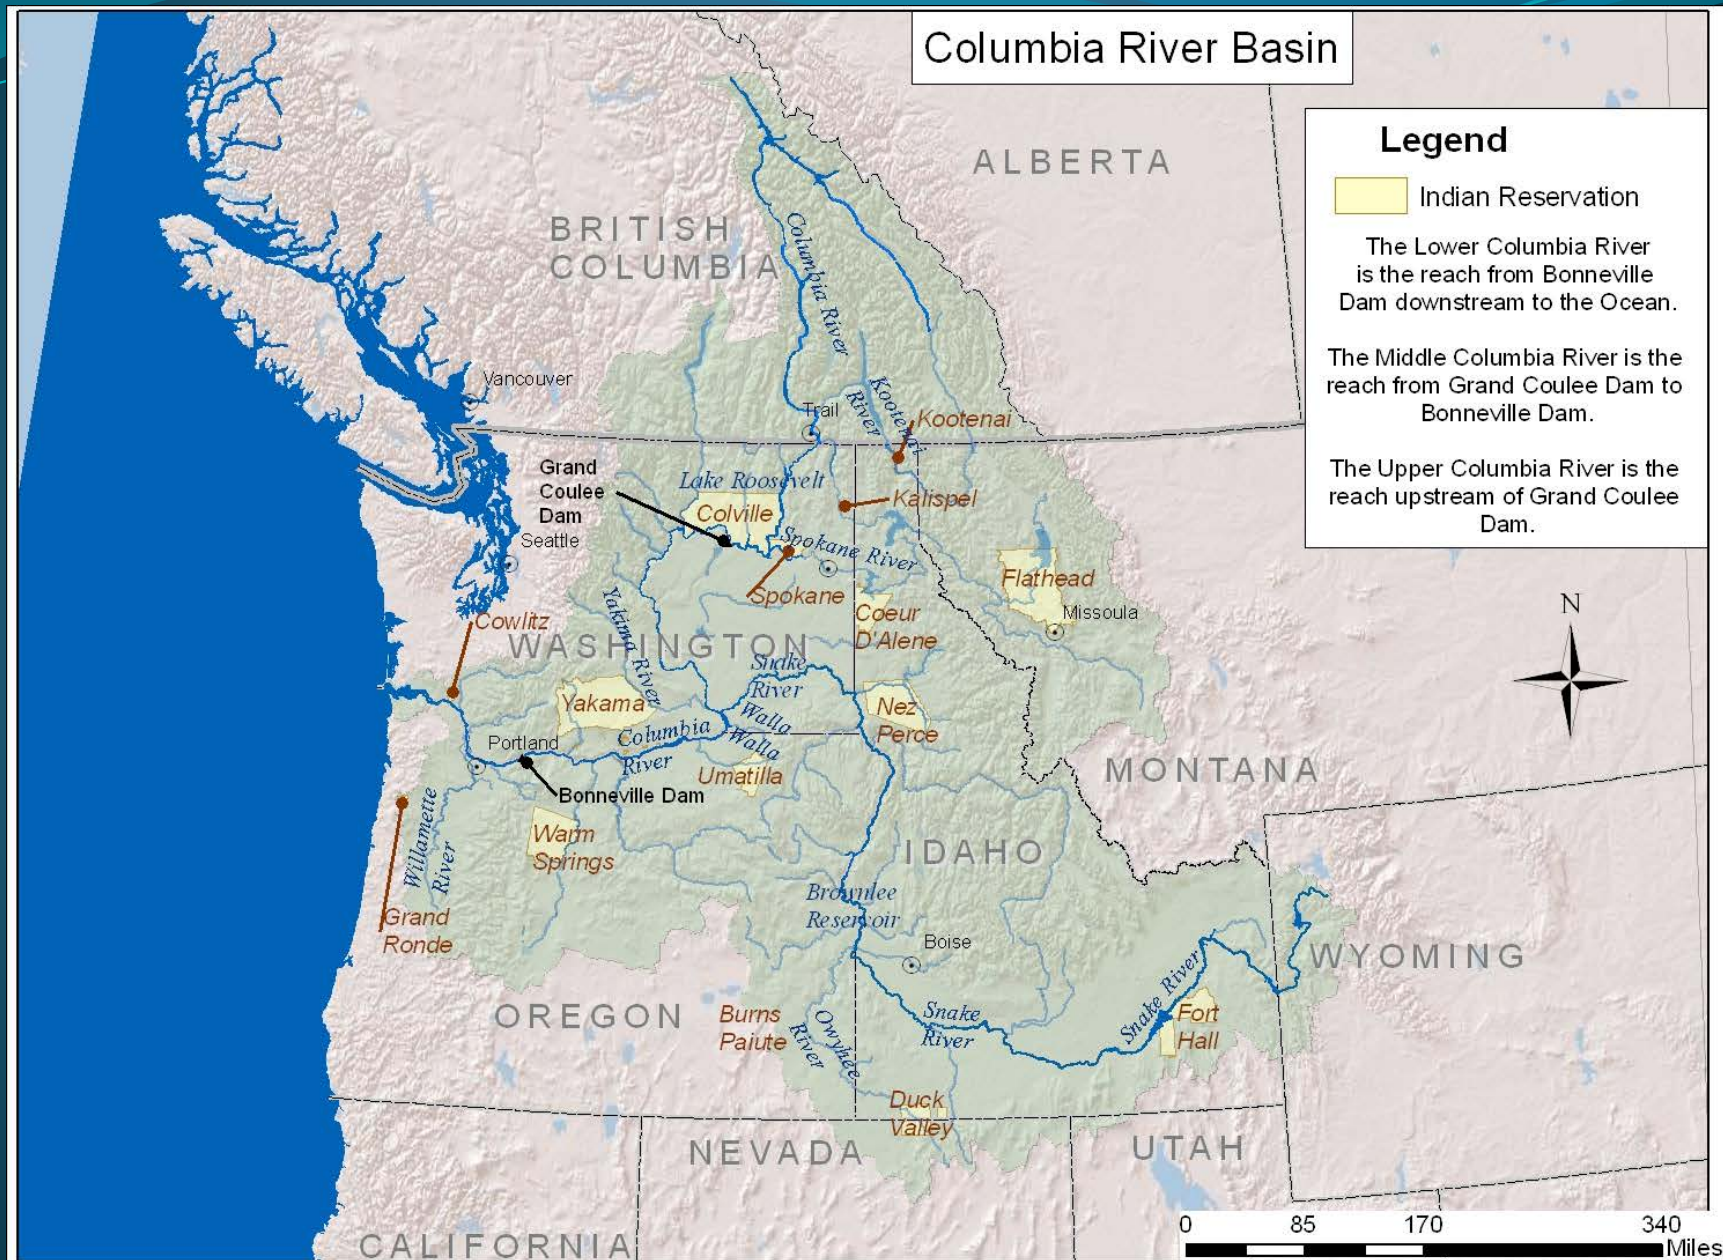 Columbia River Basin
Legend
Indian Reservation
The Lower Columbia River
is the reach from Bonneville
Dam downstream to the Ocean.
The Middle Columbia River is the
reach from Grand Coulee Dam to
Bonneville Dam.
The Upper Columbia River is the
reach upstream of Grand Coulee
Dam.
ALBERTA
BRITISH
COLUMBIA
Columbia River
Vancouver
Trail
Kootenai
River
Kootenai
Grand
Coulee
Dam
Lake Roosevelt
Kalispel
Colville
Seattle
Spokane River
Spokane
Flathead
Coeur
D'Alene
Missoula
Cowlitz
WASHINGTON
Yakima River
Snake
River
Yakama
Nez
Perce
Walla
Walla
Columbia
River
Portland
Umatilla
Bonneville Dam
MONTANA
Willamette
River
Warm
Springs
IDAHO
Brownlee
Reservoir
Grand
Ronde
Boise
WYOMING
OREGON
Burns
Paiute
Owyhee
River
Snake
River
Snake River
Fort
Hall
Duck
Valley
NEVADA
UTAH
CALIFORNIA
N
0 85 170 340
Miles